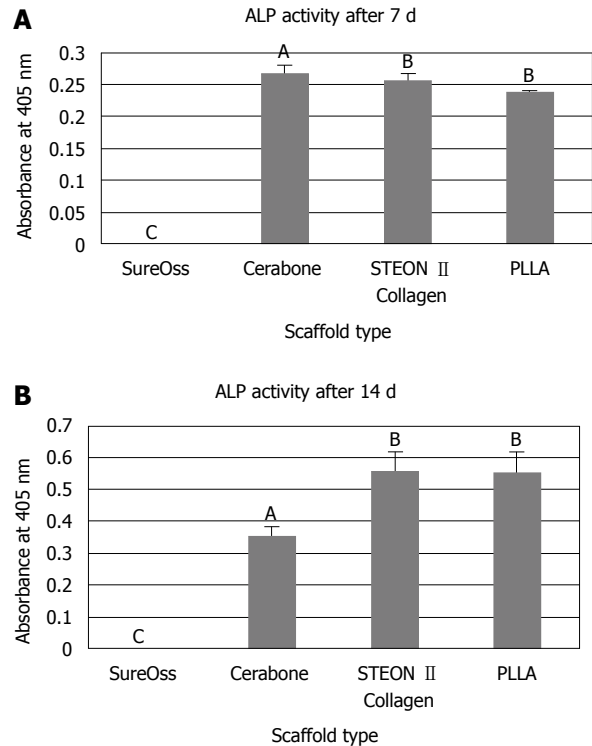 A
ALP activity after 7 d
Absorbance at 405 nm
0.3
0.25
0.2
0.15
0.1
0.05
0
C
A
B
B
SureOss
Cerabone
STEON Ⅱ
Collagen
PLLA
Scaffold type
B
ALP activity after 14 d
Absorbance at 405 nm
0.7
0.6
0.5
0.4
0.3
0.2
0.1
0
C
A
B
B
SureOss
Cerabone
STEON Ⅱ
Collagen
PLLA
Scaffold type